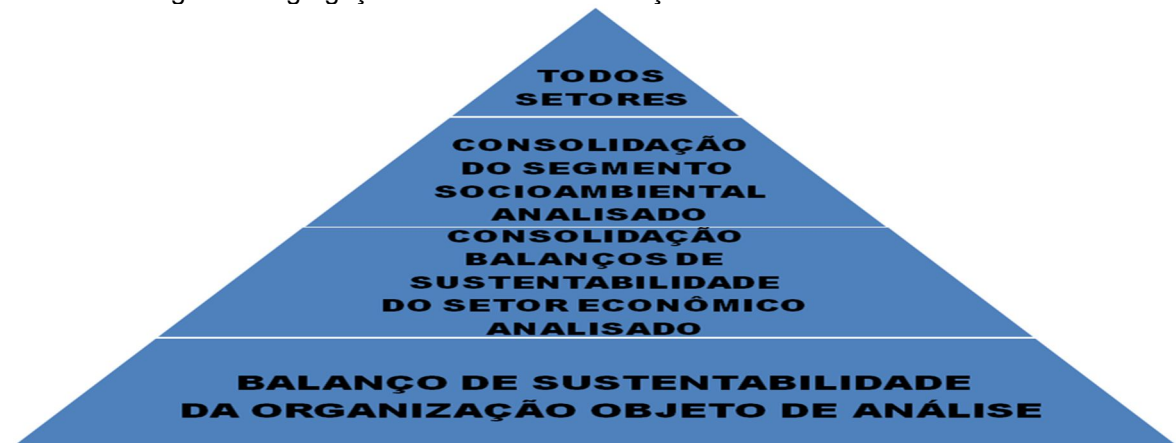 TODOS
SETORES
CONSOLIDAÇÃO
DO SEGMENTO
SOCIOAMBIENTAL
ANALISADO
CONSOLIDAÇÃO
BALANÇOS DE
SUSTENTABILIDADE
DO SETOR ECONÔMICO
ANALISADO
BALANÇO DE SUSTENTABILIDADE
DA ORGANIZAÇÃO OBJETO DE ANÁLISE